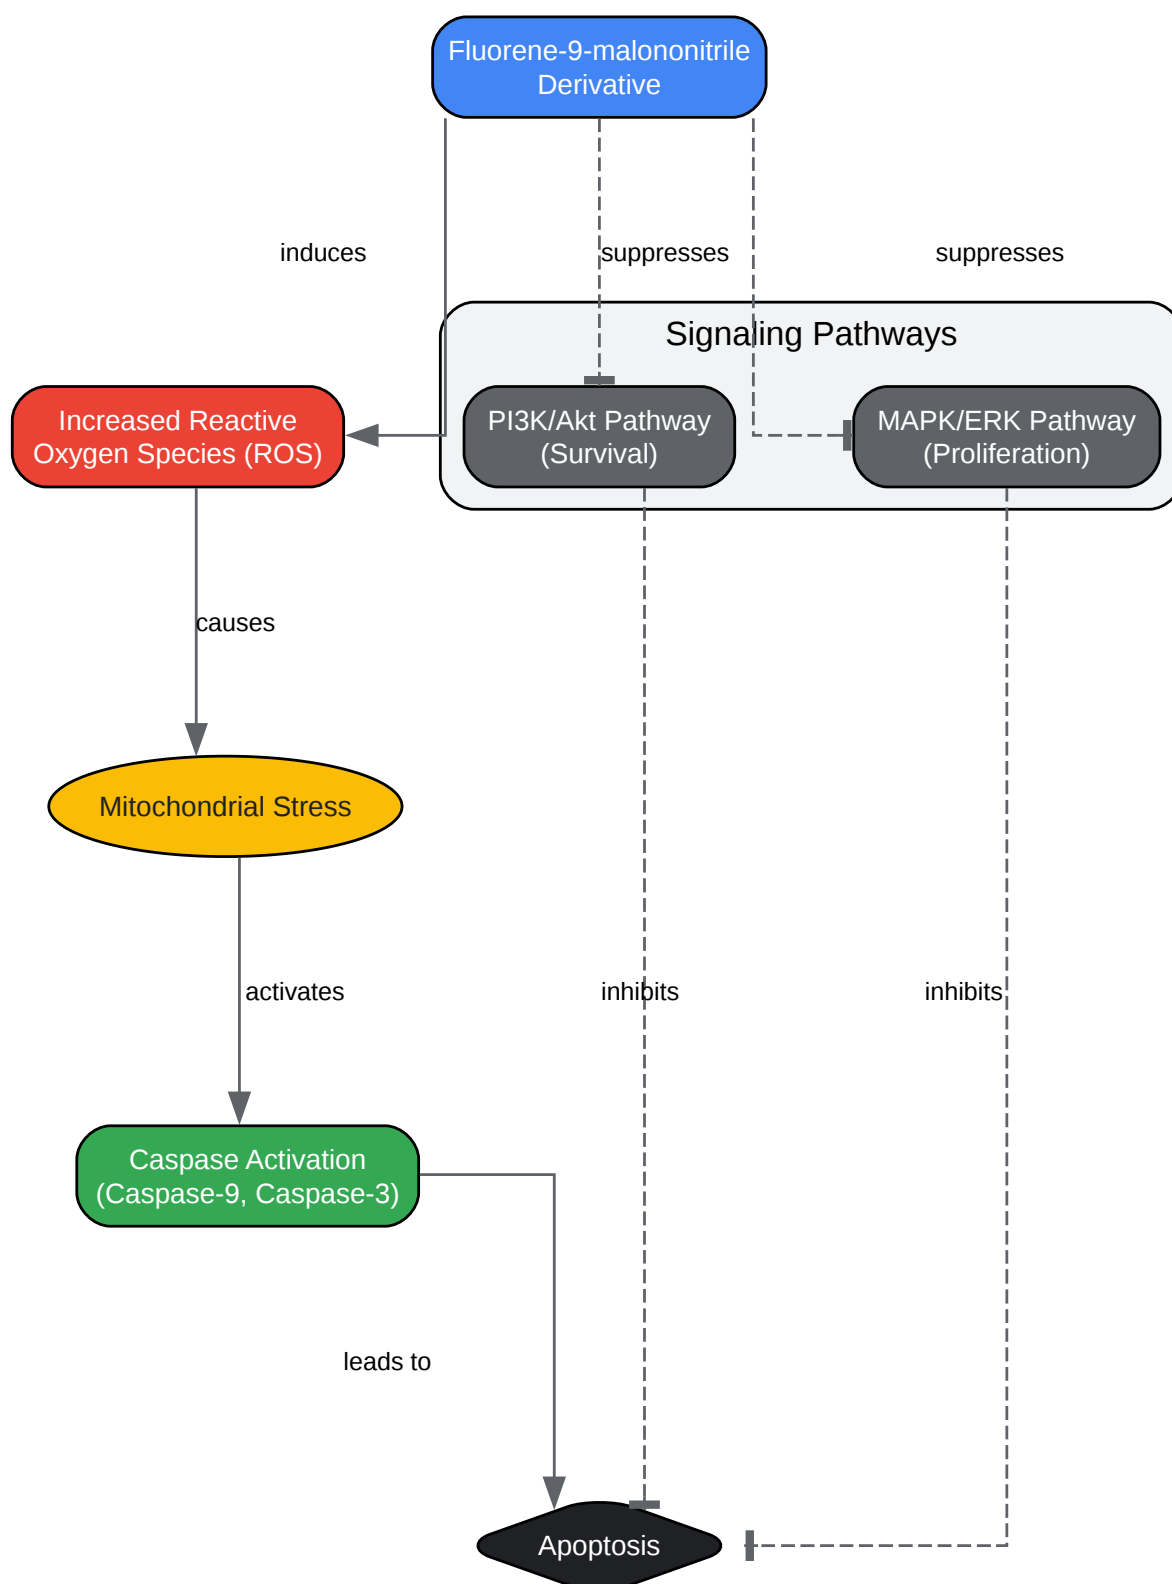 Fluorene-9-malononitrile
Derivative
induces
suppresses
suppresses
Signaling Pathways
Increased Reactive
Oxygen Species (ROS)
PI3K/Akt Pathway
(Survival)
MAPK/ERK Pathway
(Proliferation)
causes
Mitochondrial Stress
activates
inhibits
inhibits
Caspase Activation
(Caspase-9, Caspase-3)
leads to
Apoptosis